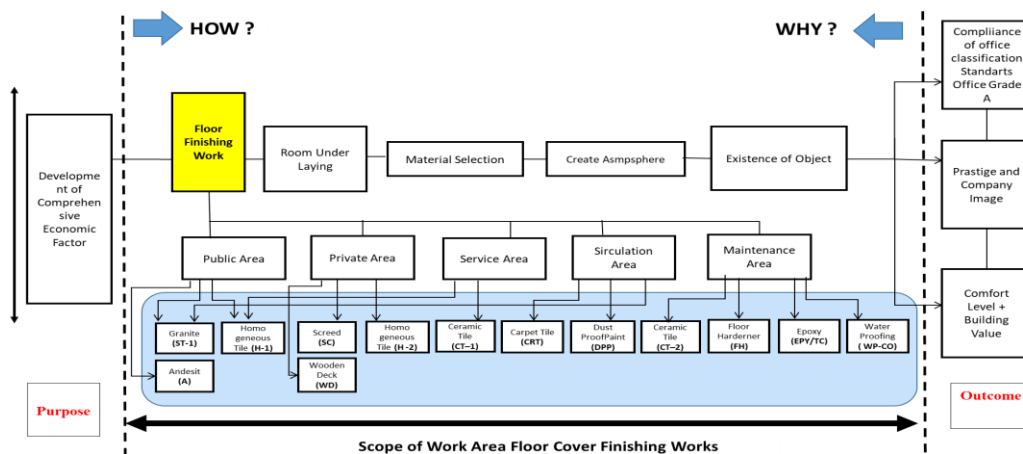 HOW ?
WHY ?
Compliiance
of office
classification
Standarts
Office Grade
A
Floor
Finishing
Work
Room Under
Laying
Material Selection
Create Asmpsphere
Existence of Object
Developme
nt of
Comprehen
sive
Economic
Factor
Prastige and
Company
Image
Public Area
Private Area
Service Area
Sirculation
Area
Maintenance
Area
Comfort
Level +
Building
Value
Granite
(ST-1)
Homo
geneous
Tile (H-1)
Screed
(SC)
Homo
geneous
Tile (H -2)
Ceramic
Tile
(CT–1)
Carpet Tile
(CRT)
Dust
ProofPaint
(DPP)
Ceramic
Tile
(CT–2)
Floor
Harderner
(FH)
Epoxy
(EPY/TC)
Water
Proofing
( WP-CO)
Andesit
(A)
Wooden
Deck
(WD)
Purpose
Outcome
Scope of Work Area Floor Cover Finishing Works